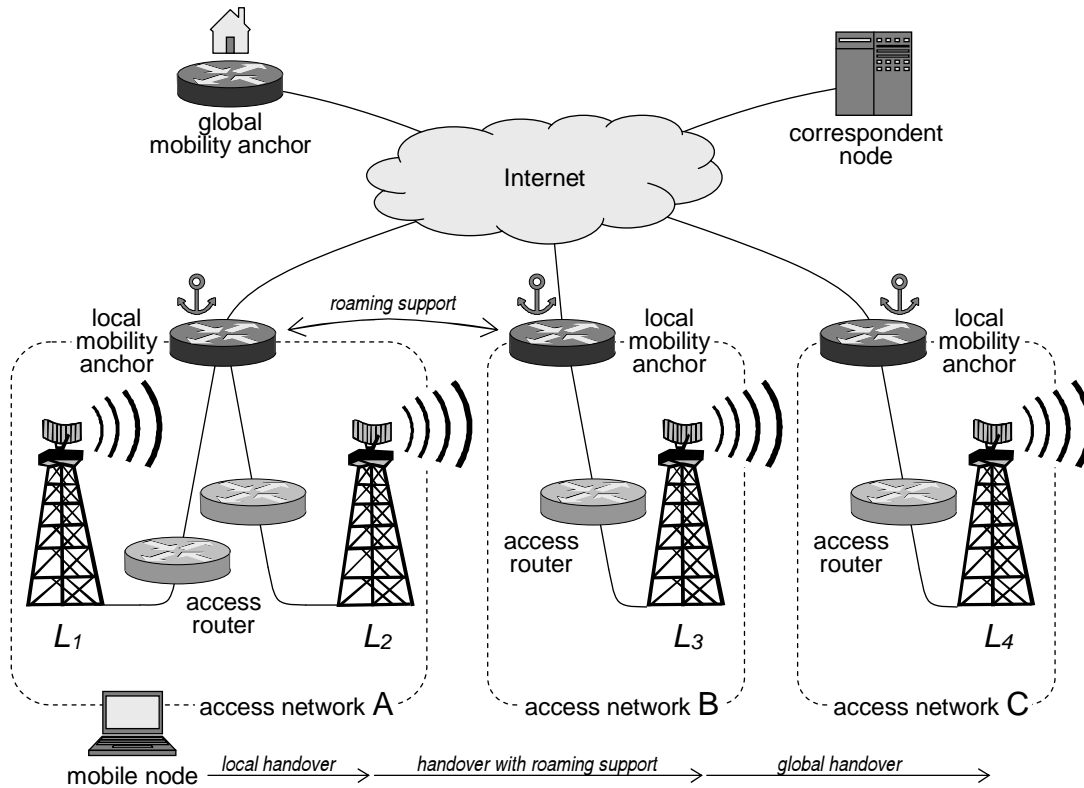 global
mobility anchor
correspondent
node
Internet
roaming support
local
mobility
anchor
local
mobility
anchor
local
mobility
anchor
access
router
access
router
access
router
L1
L2
L3
L4
access network A
access network B
access network C
mobile node
local handover
handover with roaming support
global handover